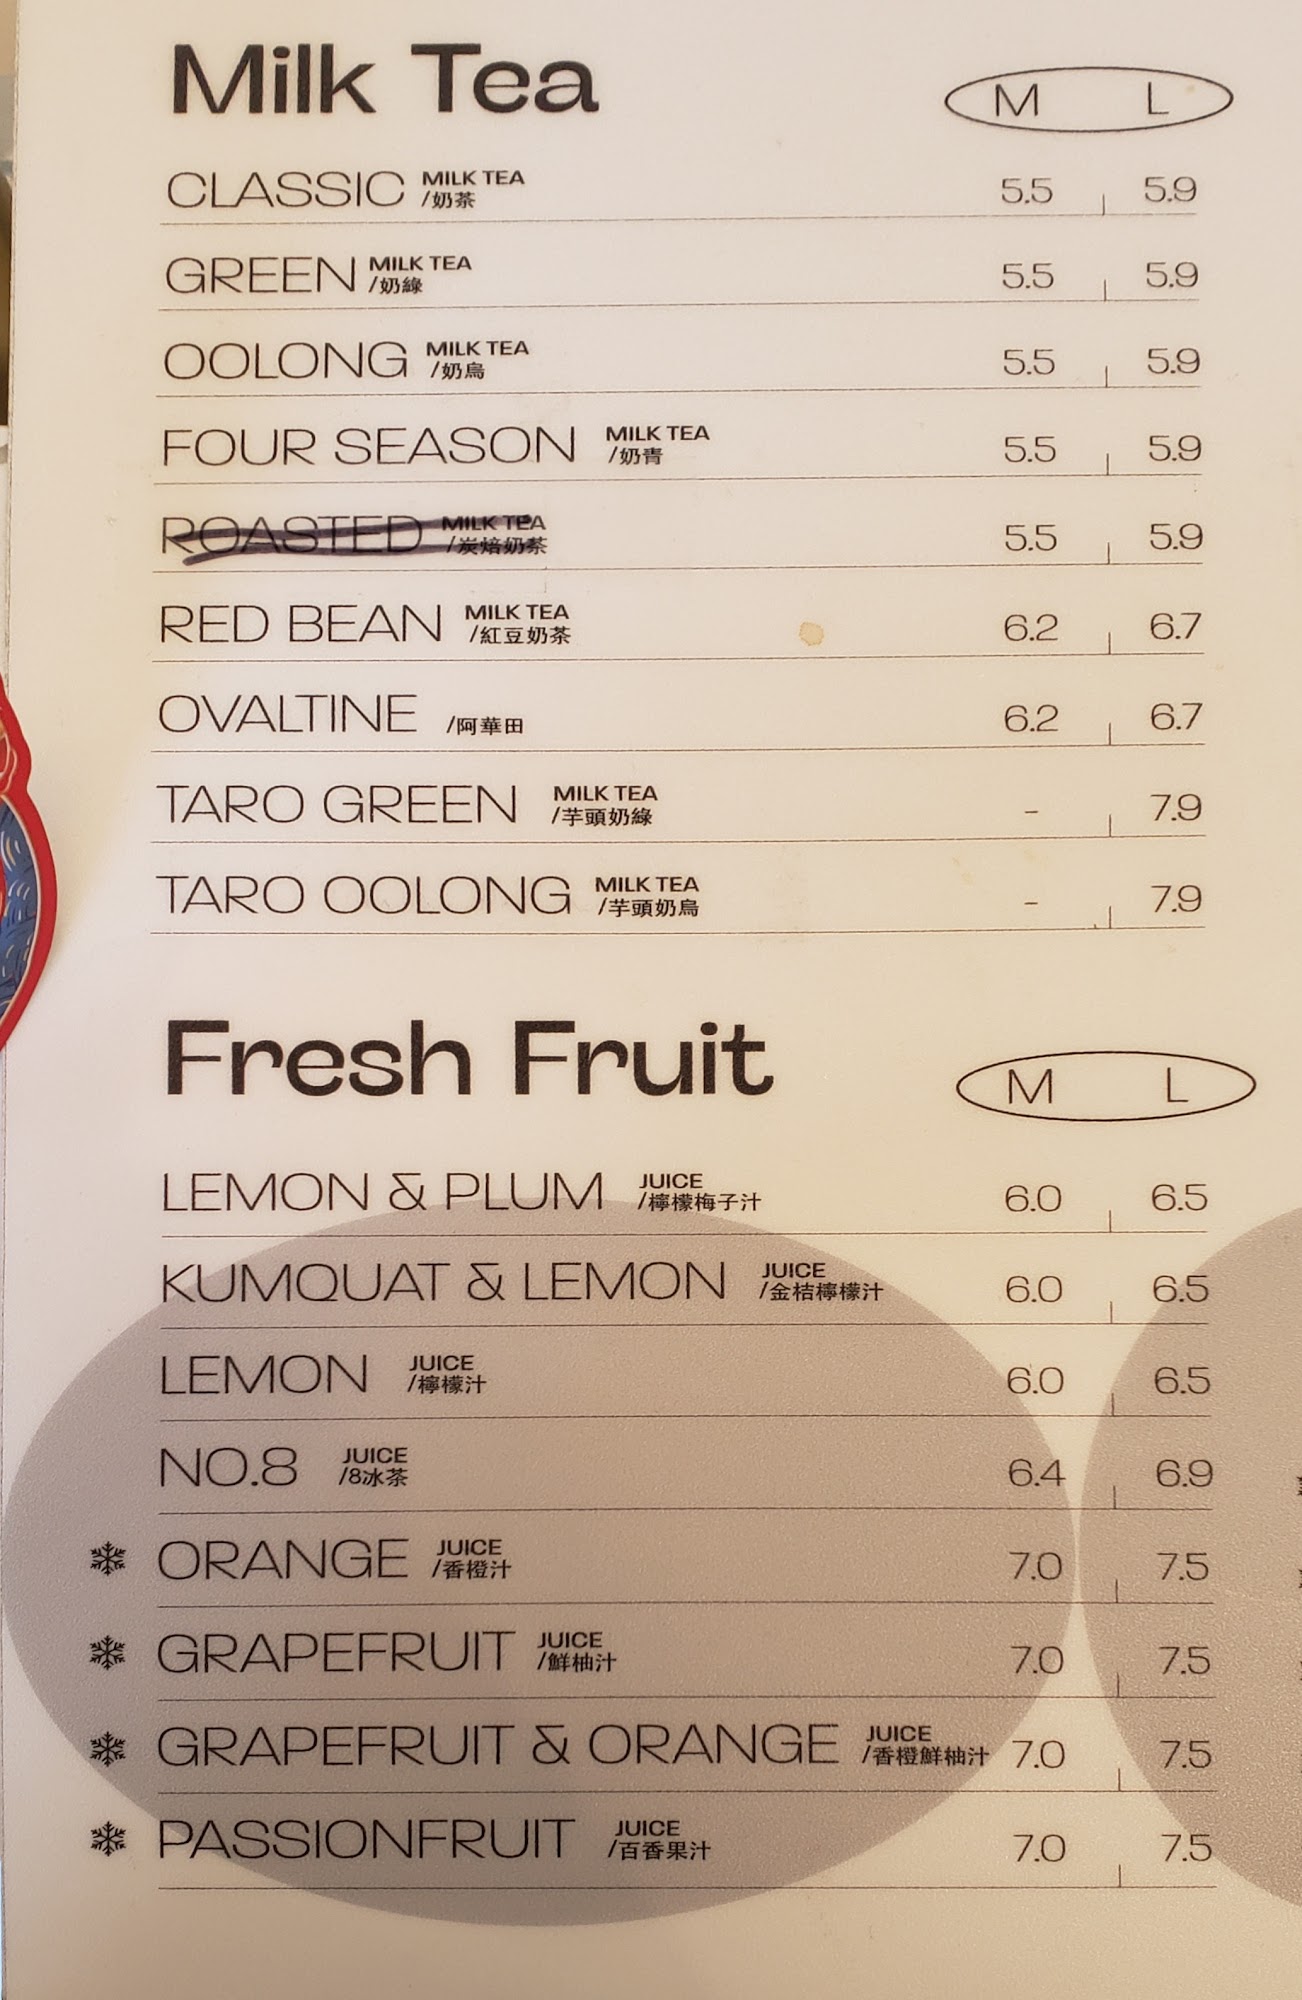 Milk Tea M L
CLASSIC MILK TEA /奶茶 5.5 5.9
GREEN MILK TEA /奶綠 5.5 5.9
OOLONG MILK TEA /奶烏 5.5 5.9
FOUR SEASON MILK TEA /奶青 5.5 5.9
ROASTED MILK TEA /炭焙奶茶 5.5 5.9
RED BEAN MILK TEA /紅豆奶茶 6.2 6.7
OVALTINE /阿華田 6.2 6.7
TARO GREEN MILK TEA /芋頭奶綠 - 7.9
TARO OOLONG MILK TEA /芋頭奶烏 - 7.9
Fresh Fruit M L
LEMON & PLUM JUICE /檸檬梅子汁 6.0 6.5
KUMQUAT & LEMON JUICE /金桔檸檬汁 6.0 6.5
LEMON JUICE /檸檬汁 6.0 6.5
NO.8 JUICE /8冰茶 6.4 6.9
ORANGE JUICE /香橙汁 7.0 7.5
GRAPEFRUIT JUICE /鮮柚汁 7.0 7.5
GRAPEFRUIT & ORANGE JUICE /香橙鮮柚汁 7.0 7.5
PASSIONFRUIT JUICE /百香果汁 7.0 7.5